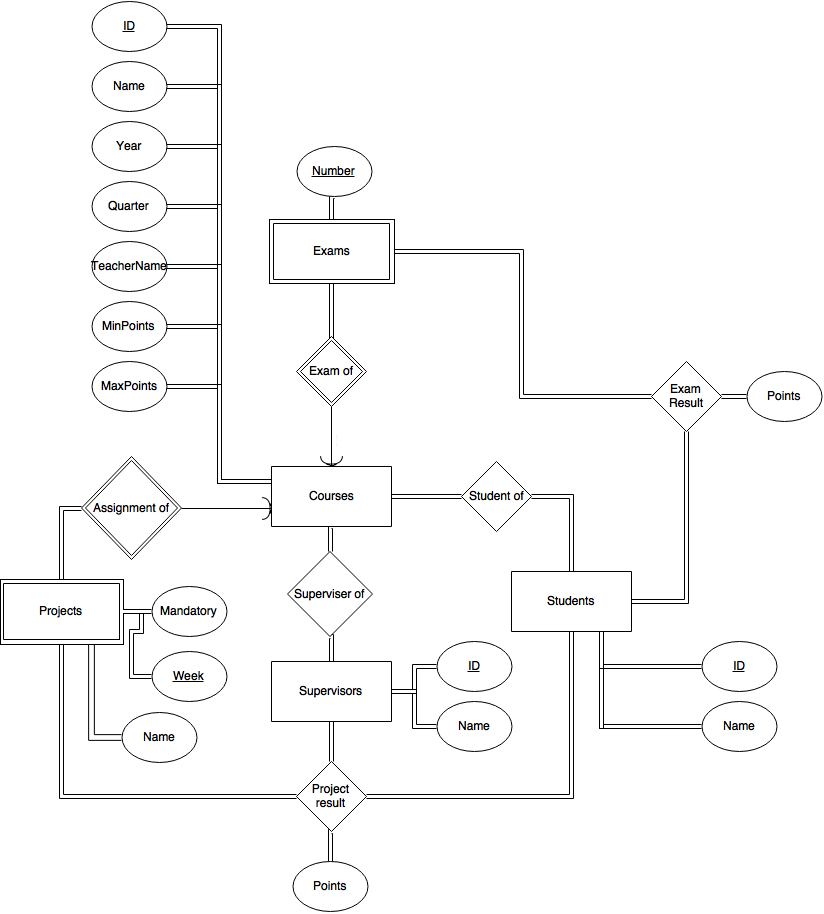 ID
Name
Year
Number
Quarter
Exams
TeacherName
MinPoints
Exam of
MaxPoints
Exam
Result
Points
Assignment of
Courses
Student of
Superviser of
Projects
Mandatory
Students
Week
Supervisors
ID
ID
Name
Name
Name
Project
result
Points